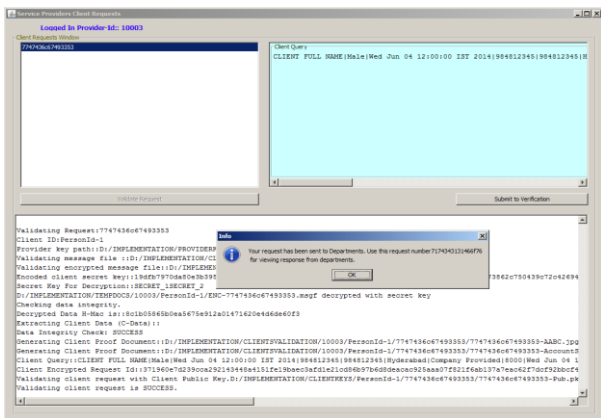 Service Providers Client Requests
Logged In Provider-Id:: 10003
Client Requests Window
7747436c67493353
Client Query
CLIENT FULL NAME|Male|Wed Jun 04 12:00:00 IST 2014|984812345|984812345|H
Validate Request
Submit to Verification
Validating Request:7747436c67493353
Client ID:PersonId-1
Provider key path::D:/IMPLEMENTATION/PROVIDERK
Validating message file ::D:/IMPLEMENTATION/CL
Validating encrypted message file::D:/IMPLEMEN
Encoded client secret key::
Secret Key For Decryption::SECRET_1SECRET_2
D:/IMPLEMENTATION/TEMPDOCS/10003/PersonId-1/ENC-7747436c67493353.msgf decrypted with secret key
Checking data integrity.
Decrypted Data H-Mac is::
Extracting Client Data (C-Data)::
Data Integrity Check: SUCCESS
Generating Client Proof Document::D:/IMPLEMENTATION/CLIENTSVALIDATION/10003/PersonId-1/7747436c67493353/7747436c67493353-AABC.jpg
Generating Client Proof Document::D:/IMPLEMENTATION/CLIENTSVALIDATION/10003/PersonId-1/7747436c67493353/7747436c67493353-AccountS
Client Query::CLIENT FULL NAME|Male|Wed Jun 04 12:00:00 IST 2014|984812345|984812345|Hyderabad|Company Provided|8000|Wed Jun 04 1
Client Encrypted Request Id::
Validating client request with Client Public Key.D:/IMPLEMENTATION/CLIENTKEYS/PersonId-1/7747436c67493353/7747436c67493353-Pub.pk
Validating client request is SUCCESS.
Info
Your request has been sent to Departments. Use this request number7174343131466f76
for viewing response from departments.
OK